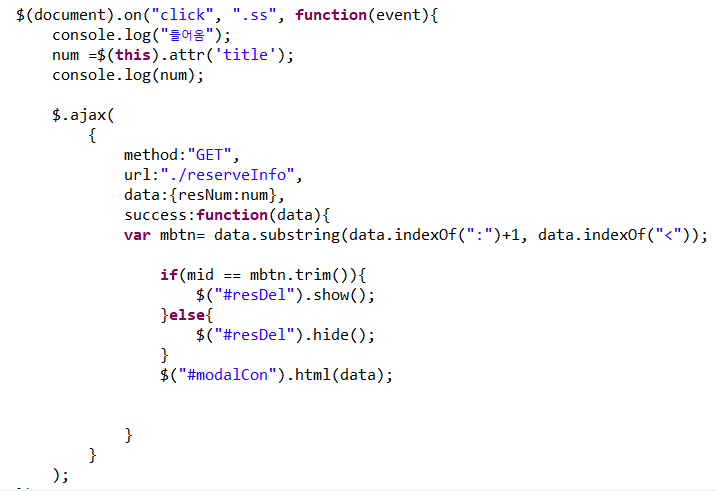 $(document).on("click", ".ss", function(event){
    console.log("들어옴");
    num =$(this).attr('title');
    console.log(num);
    $.ajax(
        {
            method:"GET",
            url:"./reserveInfo",
            data:{resNum:num},
            success:function(data){
            var mbtn= data.substring(data.indexOf(":")+1, data.indexOf("<"));
                if(mid == mbtn.trim()){
                    $("#resDel").show();
                }else{
                    $("#resDel").hide();
                }
                $("#modalCon").html(data);
            }
        }
    );